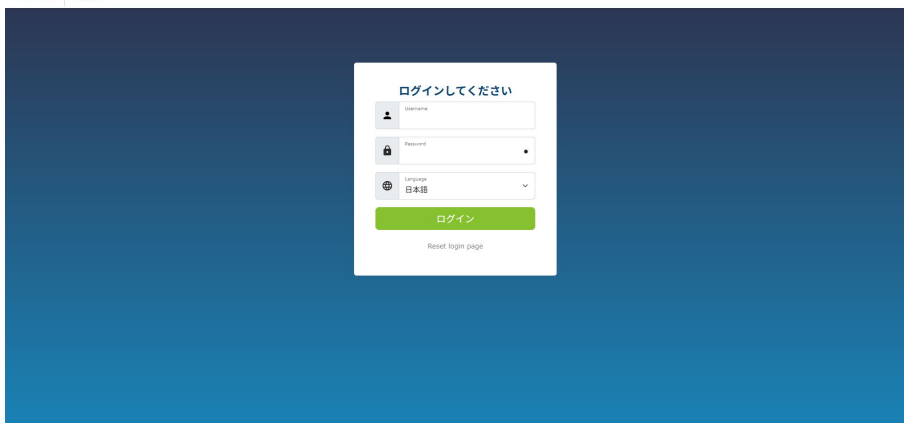 ログインしてください
Username
Password
Language
日本語
ログイン
Reset login page